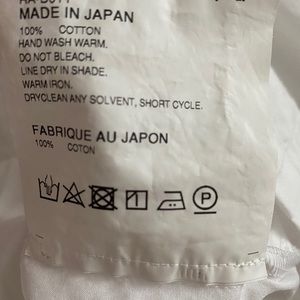 MADE IN JAPAN
100% COTTON
HAND WASH WARM.
DO NOT BLEACH.
LINE DRY IN SHADE.
WARM IRON.
DRYCLEAN ANY SOLVENT, SHORT CYCLE.
FABRIQUE AU JAPON
100% COTON
P